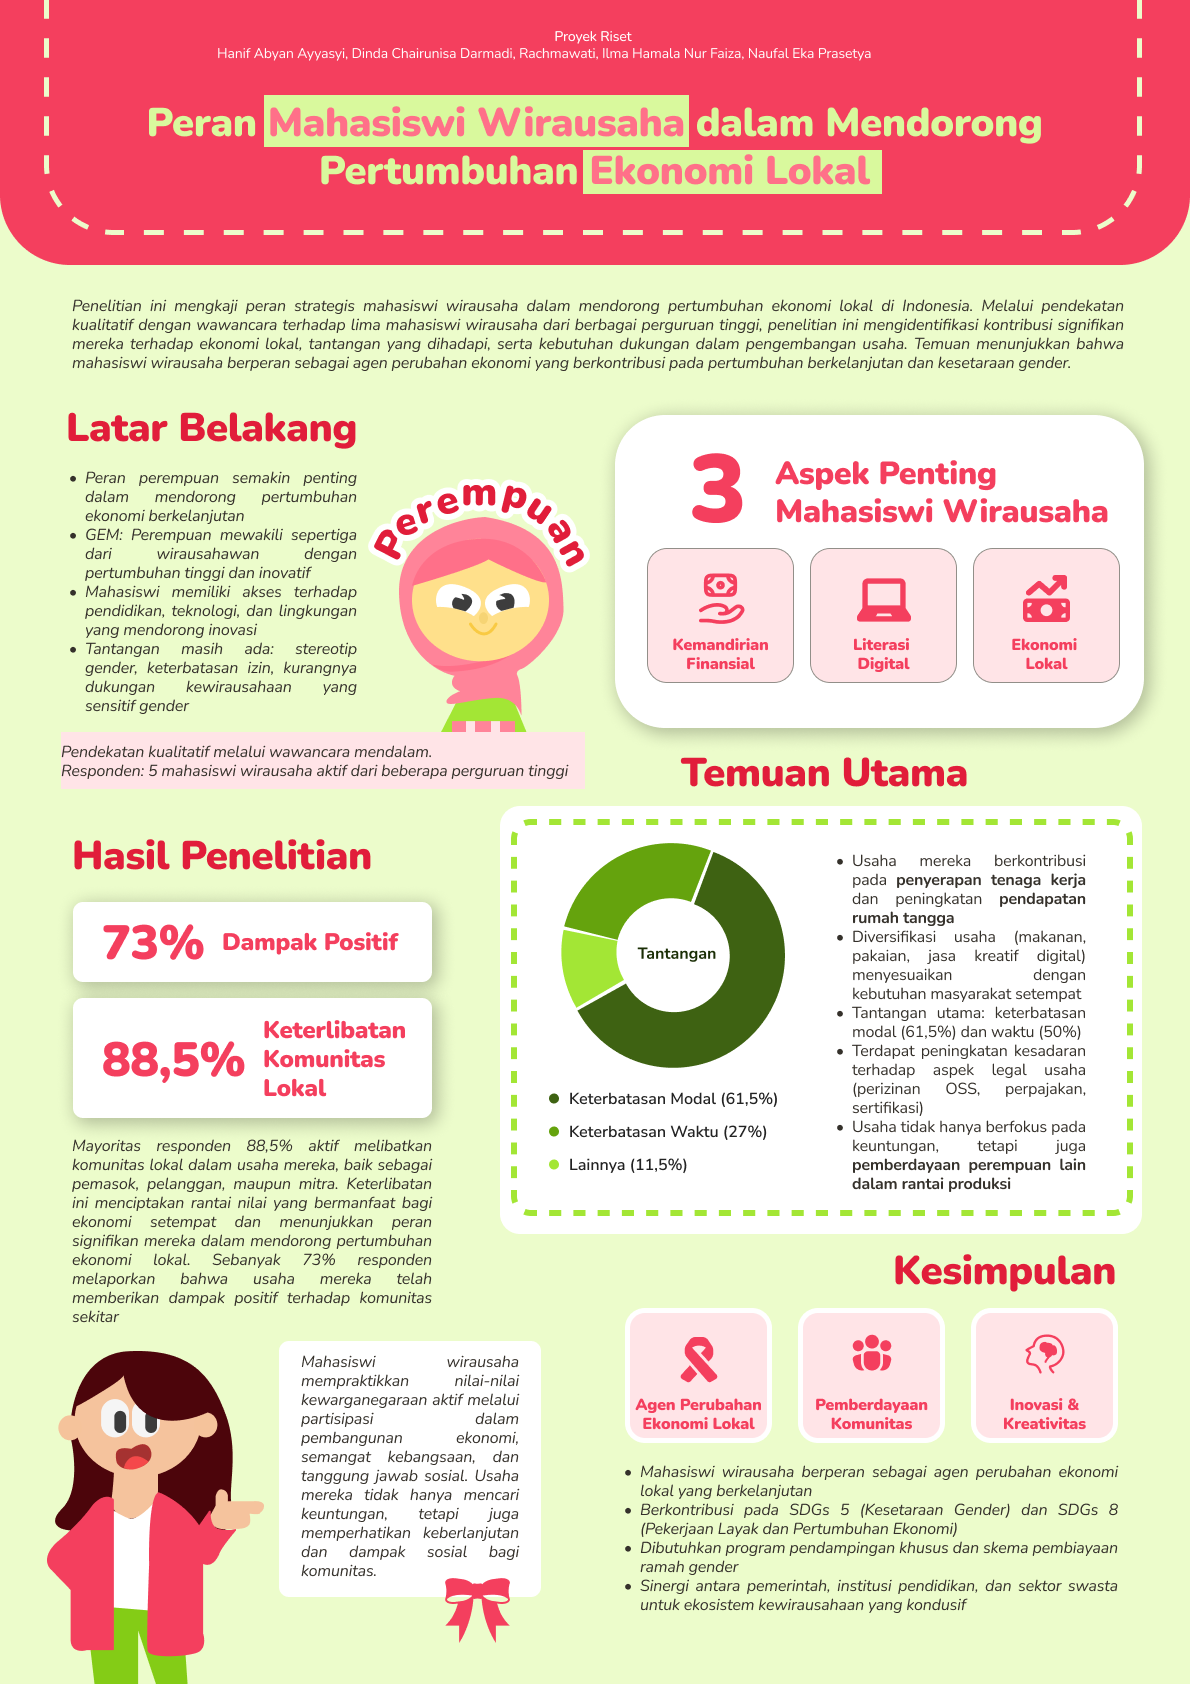 Proyek Riset
Hanif Abyan Ayyasyi, Dinda Chairunisa Darmadi, Rachmawati, Ilma Hamala Nur Faiza, Naufal Eka Prasetya
Peran Mahasiswi Wirausaha dalam Mendorong
Pertumbuhan Ekonomi Lokal
Penelitian ini mengkaji peran strategis mahasiswi wirausaha dalam mendorong pertumbuhan ekonomi lokal di Indonesia. Melalui pendekatan
kualitatif dengan wawancara terhadap lima mahasiswi wirausaha dari berbagai perguruan tinggi, penelitian ini mengidentifikasi kontribusi signifikan
mereka terhadap ekonomi lokal, tantangan yang dihadapi, serta kebutuhan dukungan dalam pengembangan usaha. Temuan menunjukkan bahwa
mahasiswi wirausaha berperan sebagai agen perubahan ekonomi yang berkontribusi pada pertumbuhan berkelanjutan dan kesetaraan gender.
Latar Belakang
• Peran perempuan semakin penting
dalam mendorong pertumbuhan
ekonomi berkelanjutan
• GEM: Perempuan mewakili sepertiga
dari wirausahawan dengan
pertumbuhan tinggi dan inovatif
• Mahasiswi memiliki akses terhadap
pendidikan, teknologi, dan lingkungan
yang mendorong inovasi
• Tantangan masih ada: stereotip
gender, keterbatasan izin, kurangnya
dukungan kewirausahaan yang
sensitif gender
Perempuan
Pendekatan kualitatif melalui wawancara mendalam.
Responden: 5 mahasiswi wirausaha aktif dari beberapa perguruan tinggi
3 Aspek Penting
Mahasiswi Wirausaha
Kemandirian
Finansial
Literasi
Digital
Ekonomi
Lokal
Temuan Utama
Tantangan
Keterbatasan Modal (61,5%)
Keterbatasan Waktu (27%)
Lainnya (11,5%)
• Usaha mereka berkontribusi
pada penyerapan tenaga kerja
dan peningkatan pendapatan
rumah tangga
• Diversifikasi usaha (makanan,
pakaian, jasa kreatif digital)
menyesuaikan dengan
kebutuhan masyarakat setempat
• Tantangan utama: keterbatasan
modal (61,5%) dan waktu (50%)
• Terdapat peningkatan kesadaran
terhadap aspek legal usaha
(perizinan OSS, perpajakan,
sertifikasi)
• Usaha tidak hanya berfokus pada
keuntungan, tetapi juga
pemberdayaan perempuan lain
dalam rantai produksi
Hasil Penelitian
73% Dampak Positif
88,5% Keterlibatan
Komunitas
Lokal
Mayoritas responden 88,5% aktif melibatkan
komunitas lokal dalam usaha mereka, baik sebagai
pemasok, pelanggan, maupun mitra. Keterlibatan
ini menciptakan rantai nilai yang bermanfaat bagi
ekonomi setempat dan menunjukkan peran
signifikan mereka dalam mendorong pertumbuhan
ekonomi lokal. Sebanyak 73% responden
melaporkan bahwa usaha mereka telah
memberikan dampak positif terhadap komunitas
sekitar
Mahasiswi wirausaha
mempraktikkan nilai-nilai
kewarganegaraan aktif melalui
partisipasi dalam
pembangunan ekonomi,
semangat kebangsaan, dan
tanggung jawab sosial. Usaha
mereka tidak hanya mencari
keuntungan, tetapi juga
memperhatikan keberlanjutan
dan dampak sosial bagi
komunitas.
Kesimpulan
Agen Perubahan
Ekonomi Lokal
Pemberdayaan
Komunitas
Inovasi &
Kreativitas
• Mahasiswi wirausaha berperan sebagai agen perubahan ekonomi
lokal yang berkelanjutan
• Berkontribusi pada SDGs 5 (Kesetaraan Gender) dan SDGs 8
(Pekerjaan Layak dan Pertumbuhan Ekonomi)
• Dibutuhkan program pendampingan khusus dan skema pembiayaan
ramah gender
• Sinergi antara pemerintah, institusi pendidikan, dan sektor swasta
untuk ekosistem kewirausahaan yang kondusif